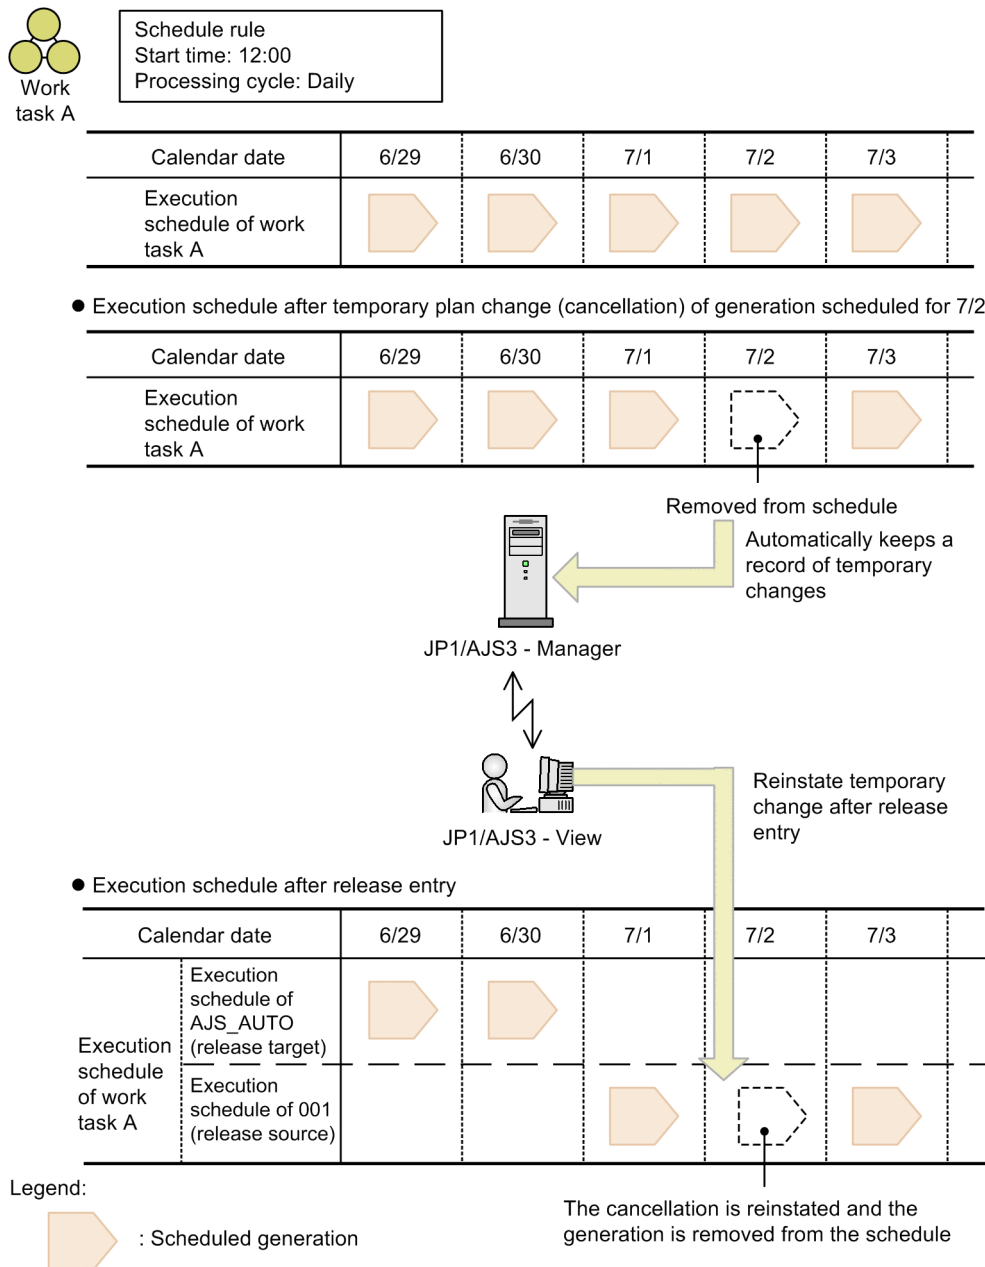 Work
task A
Schedule rule
Start time: 12:00
Processing cycle: Daily
Calendar date 6/29 6/30 7/1 7/2 7/3
Execution
schedule of work
task A
● Execution schedule after temporary plan change (cancellation) of generation scheduled for 7/2
Calendar date 6/29 6/30 7/1 7/2 7/3
Execution
schedule of work
task A
Removed from schedule
Automatically keeps a
record of temporary
changes
JP1/AJS3 - Manager
Reinstate temporary
change after release
entry
JP1/AJS3 - View
● Execution schedule after release entry
Calendar date 6/29 6/30 7/1 7/2 7/3
Execution
schedule
of work
task A
Execution
schedule of
AJS_AUTO
(release target)
Execution
schedule of 001
(release source)
The cancellation is reinstated and the
generation is removed from the schedule
Legend:
: Scheduled generation